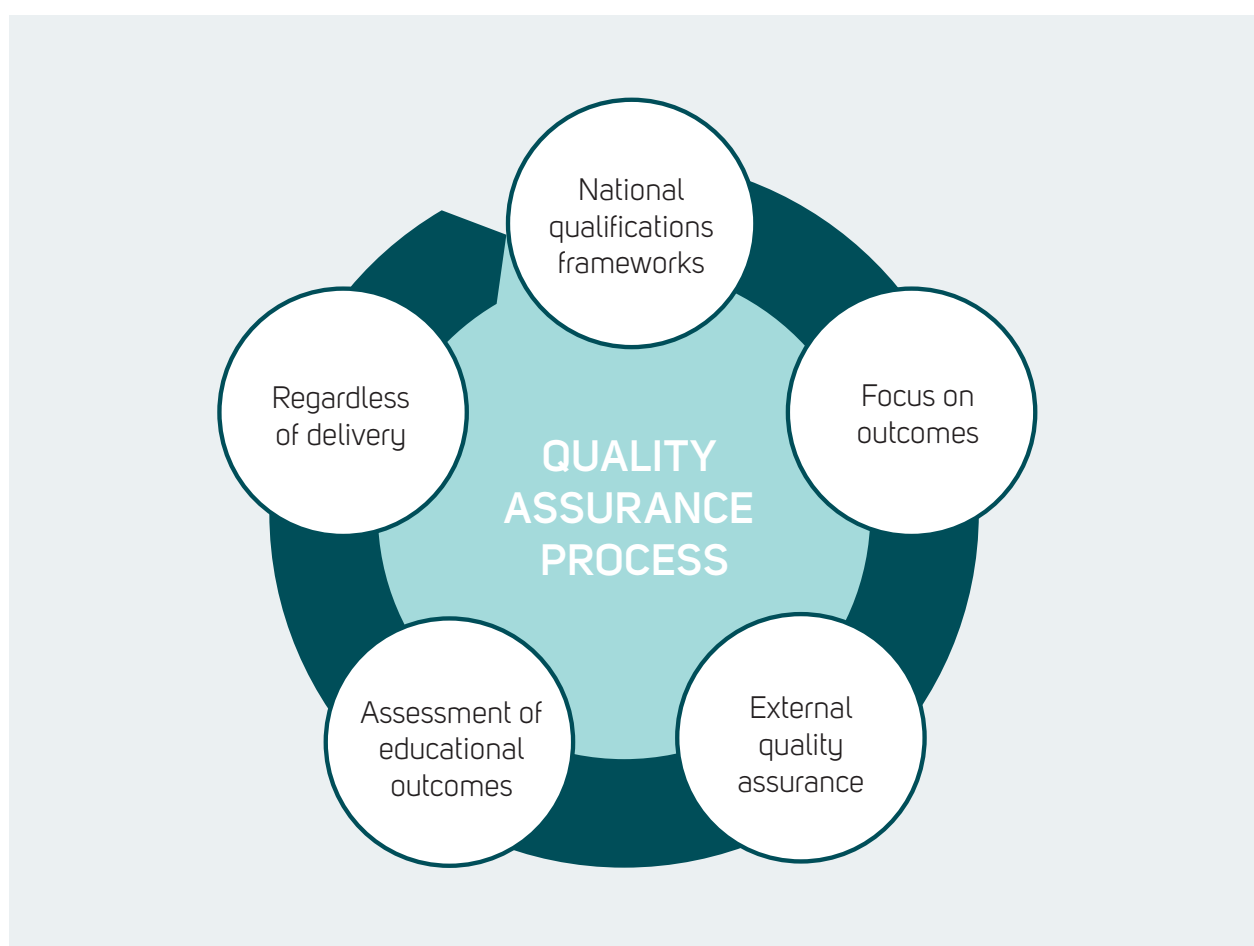 National
qualifications
frameworks
Focus on
outcomes
External
quality
assurance
Assessment of
educational
outcomes
Regardless
of delivery
QUALITY
ASSURANCE
PROCESS